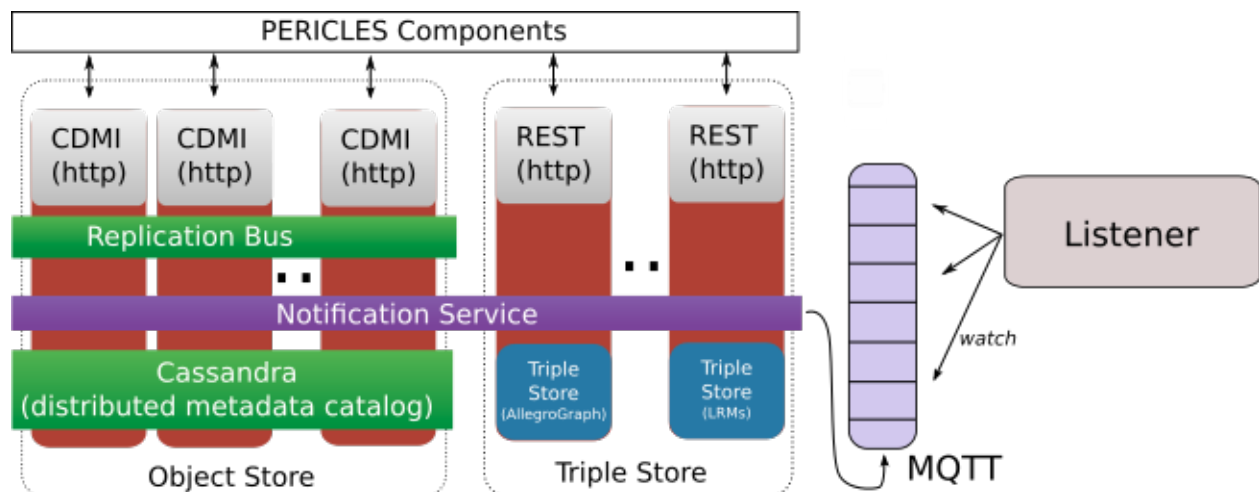 PERICLES Components
CDMI
(http)
CDMI
(http)
CDMI
(http)
REST
(http)
REST
(http)
Replication Bus
Listener
Notification Service
watch
Cassandra
(distributed metadata catalog)
Triple
Store
(AllegroGraph)
Triple
Store
(LRMs)
Object Store
Triple Store
MQTT